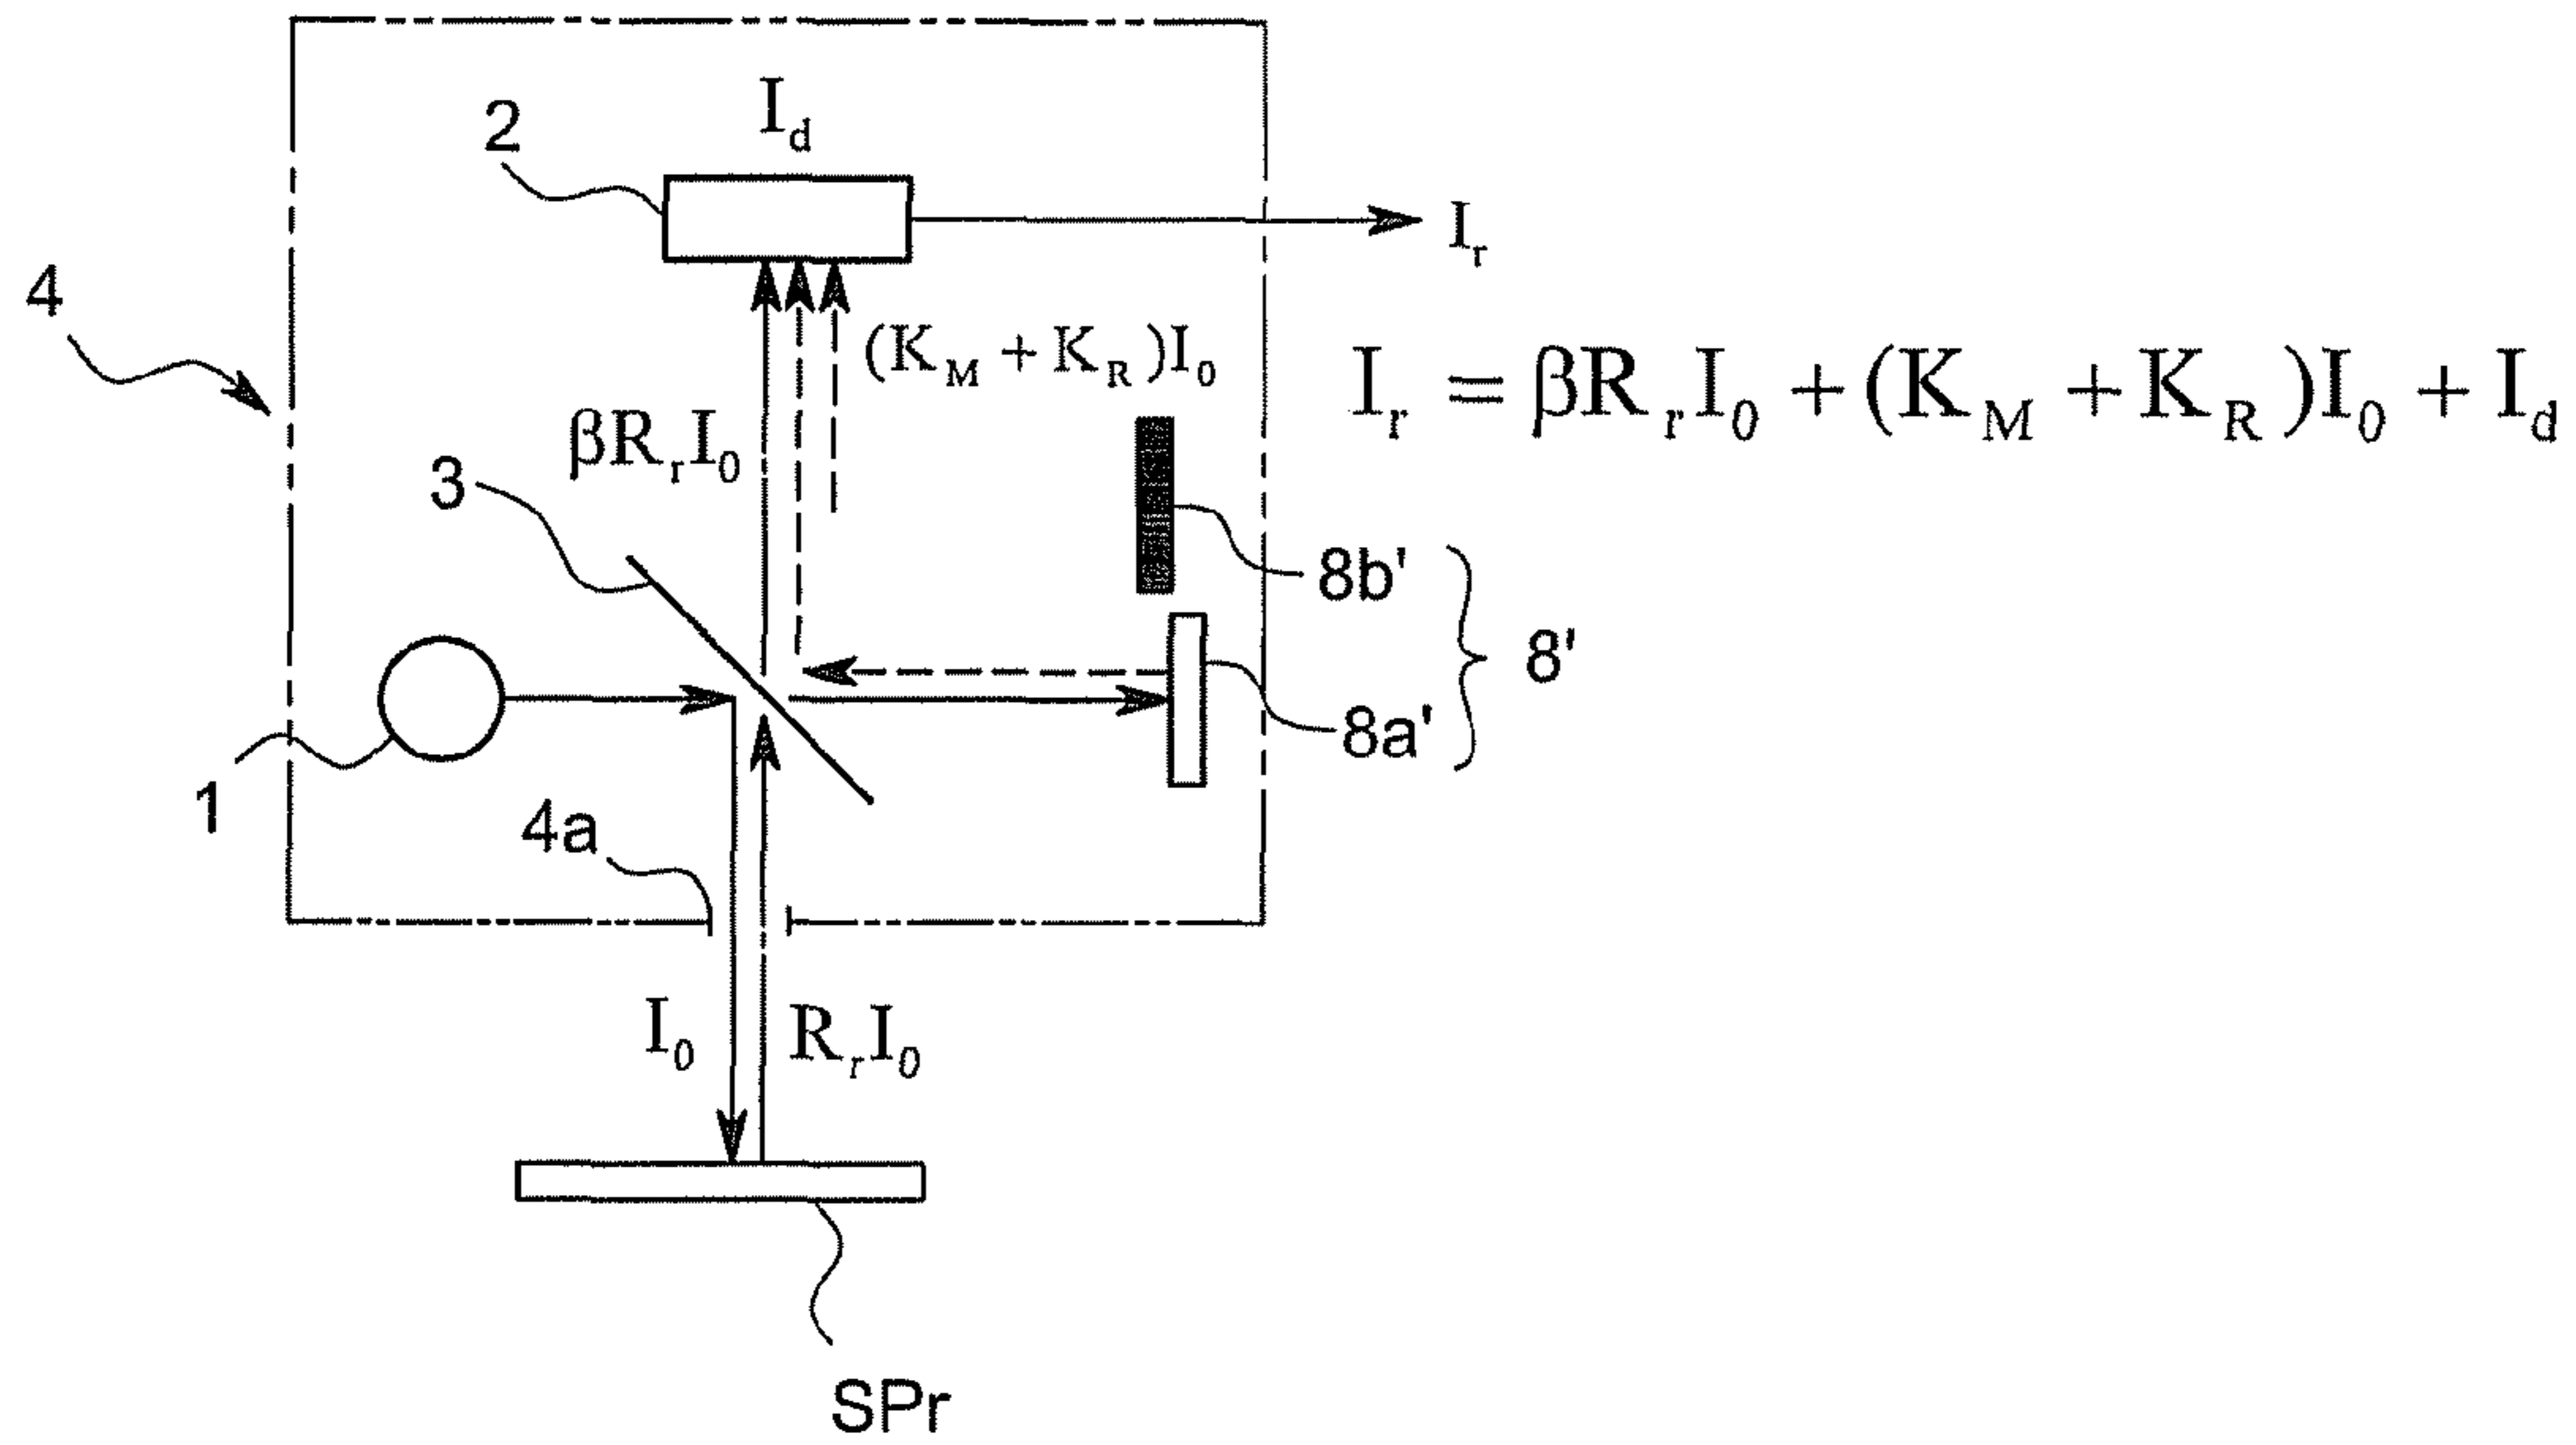 I_d
2
I_r
4
(K_M + K_R)I_0
I_r = βR_rI_0 + (K_M + K_R)I_0 + I_d
βR_rI_0
3
8b'
8'
8a'
1
4a
I_0
R_rI_0
SPr